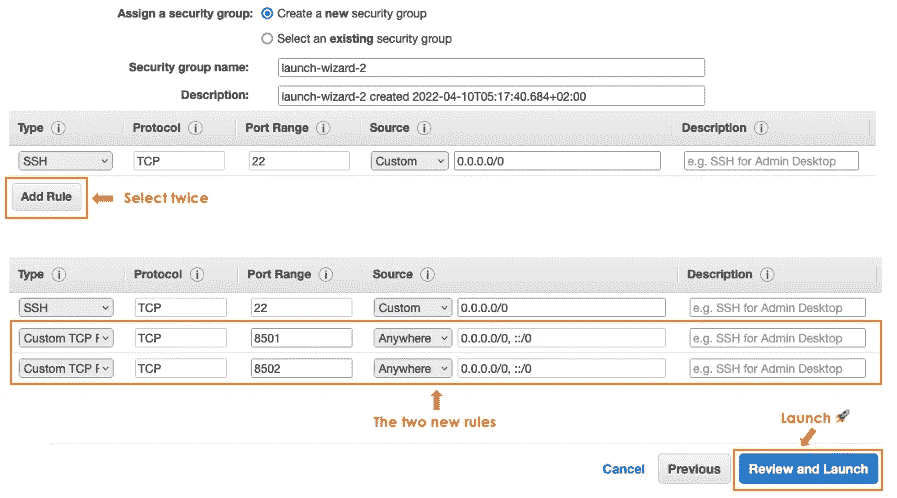 Assign a security group: Create a new security group
Select an existing security group
Security group name: launch-wizard-2
Description: launch-wizard-2 created 2022-04-10T05:17:40.684+02:00
Type i Protocol i Port Range i Source i Description i
SSH TCP 22 Custom 0.0.0.0/0 e.g. SSH for Admin Desktop
Add Rule Select twice
Type i Protocol i Port Range i Source i Description i
SSH TCP 22 Custom 0.0.0.0/0 e.g. SSH for Admin Desktop
Custom TCP F TCP 8501 Anywhere 0.0.0.0/0, ::/0 e.g. SSH for Admin Desktop
Custom TCP F TCP 8502 Anywhere 0.0.0.0/0, ::/0 e.g. SSH for Admin Desktop
The two new rules
Launch 🚀
Cancel Previous Review and Launch